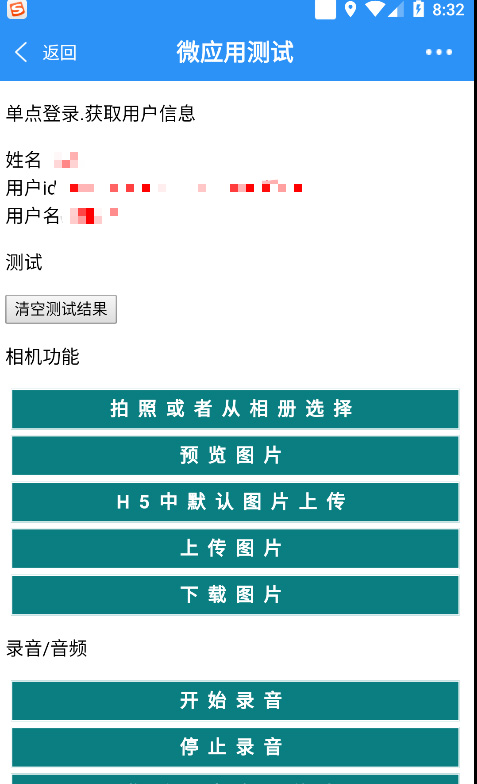 8:32
返回
微应用测试
单点登录.获取用户信息
姓名
用户id
用户名
测试
清空测试结果
相机功能
拍照或者从相册选择
预览图片
H5中默认图片上传
上传图片
下载图片
录音/音频
开始录音
停止录音